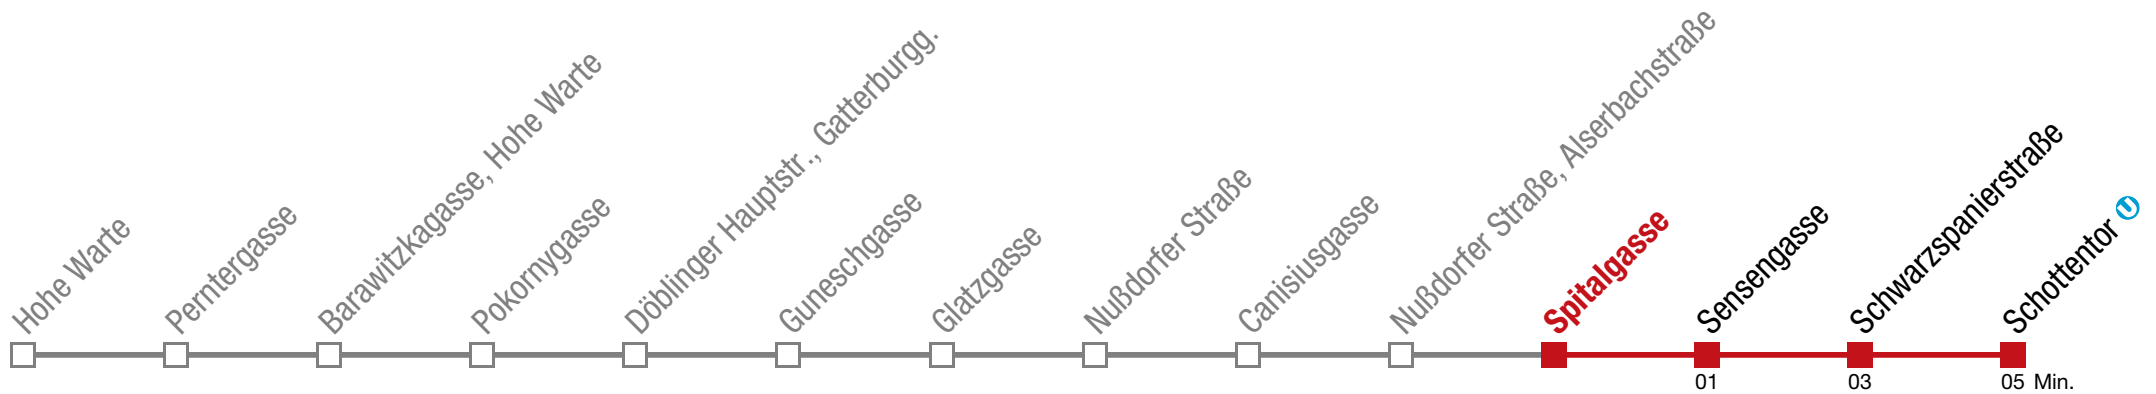 Hohe Warte
Perntergasse
Barawitzkagasse, Hohe Warte
Pokornygasse
Döblinger Hauptstr., Gatterburgg.
Guneschgasse
Glatzgasse
Nußdorfer Straße
Canisiusgasse
Nußdorfer Straße, Alserbachstraße
Spitalgasse
Sensengasse
Schwarzspanierstraße
Schottentor U
01 03 05 Min.